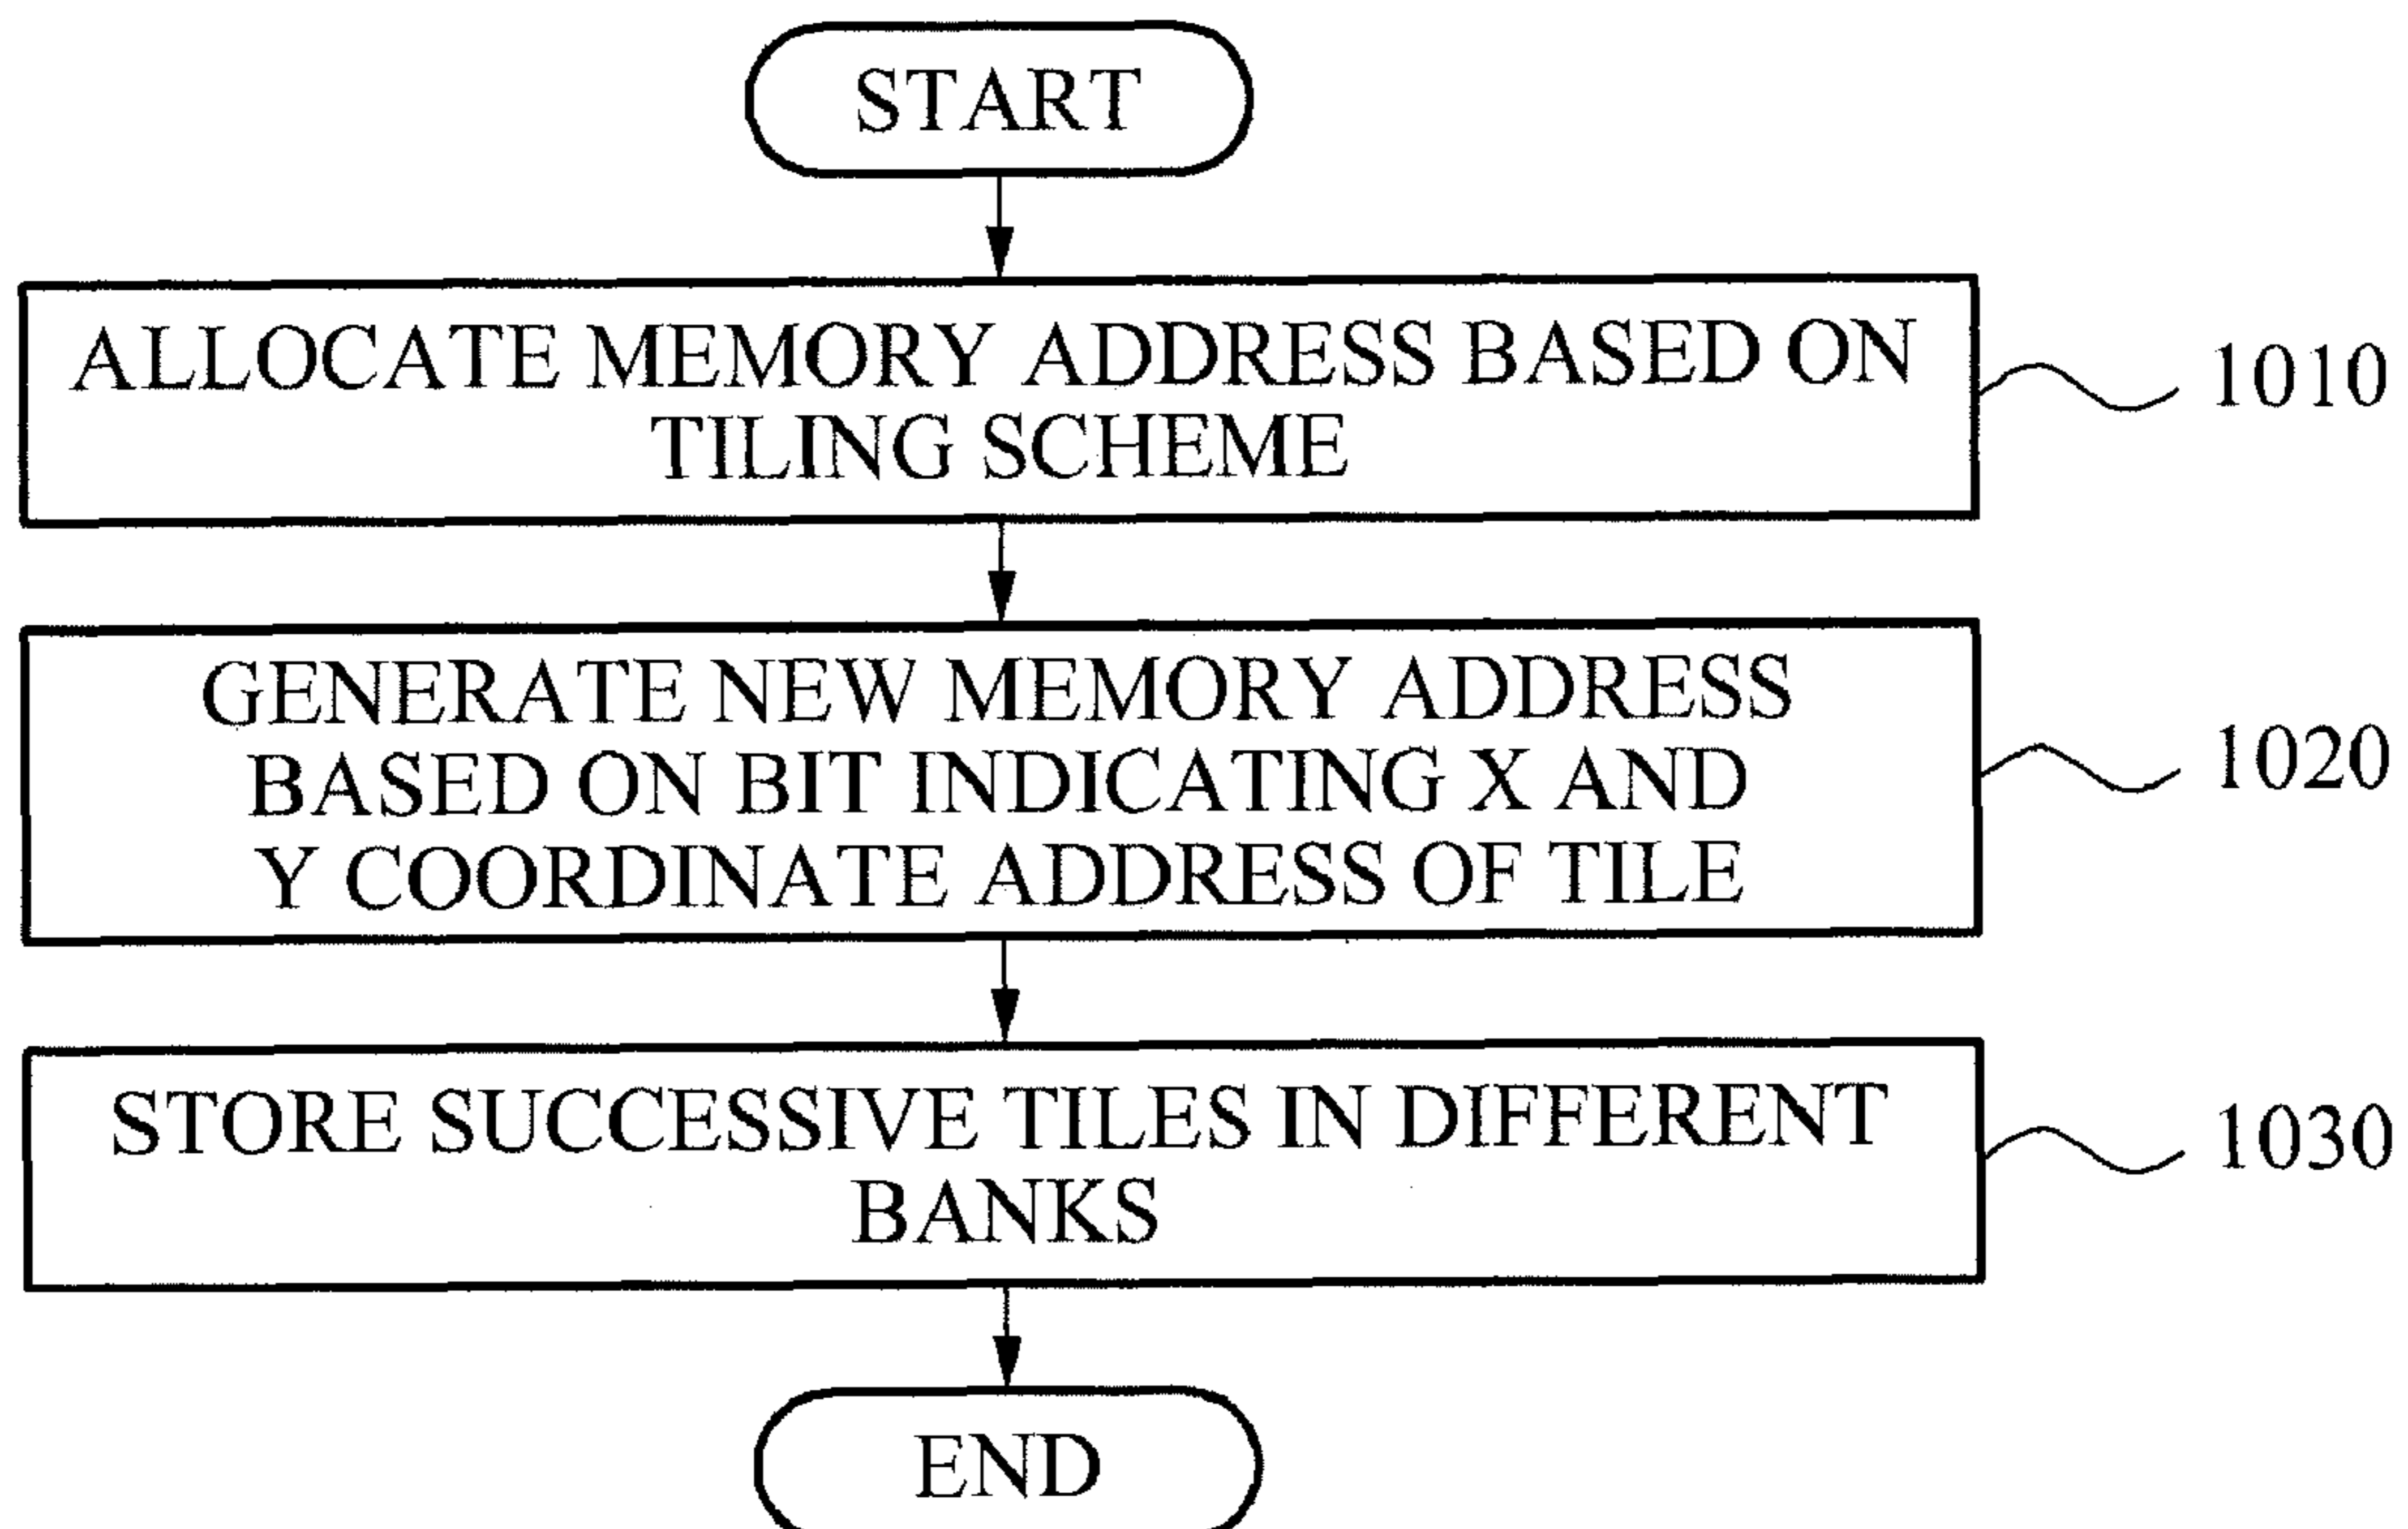 START
ALLOCATE MEMORY ADDRESS BASED ON
TILING SCHEME
1010
GENERATE NEW MEMORY ADDRESS
BASED ON BIT INDICATING X AND
Y COORDINATE ADDRESS OF TILE
1020
STORE SUCCESSIVE TILES IN DIFFERENT
BANKS
1030
END